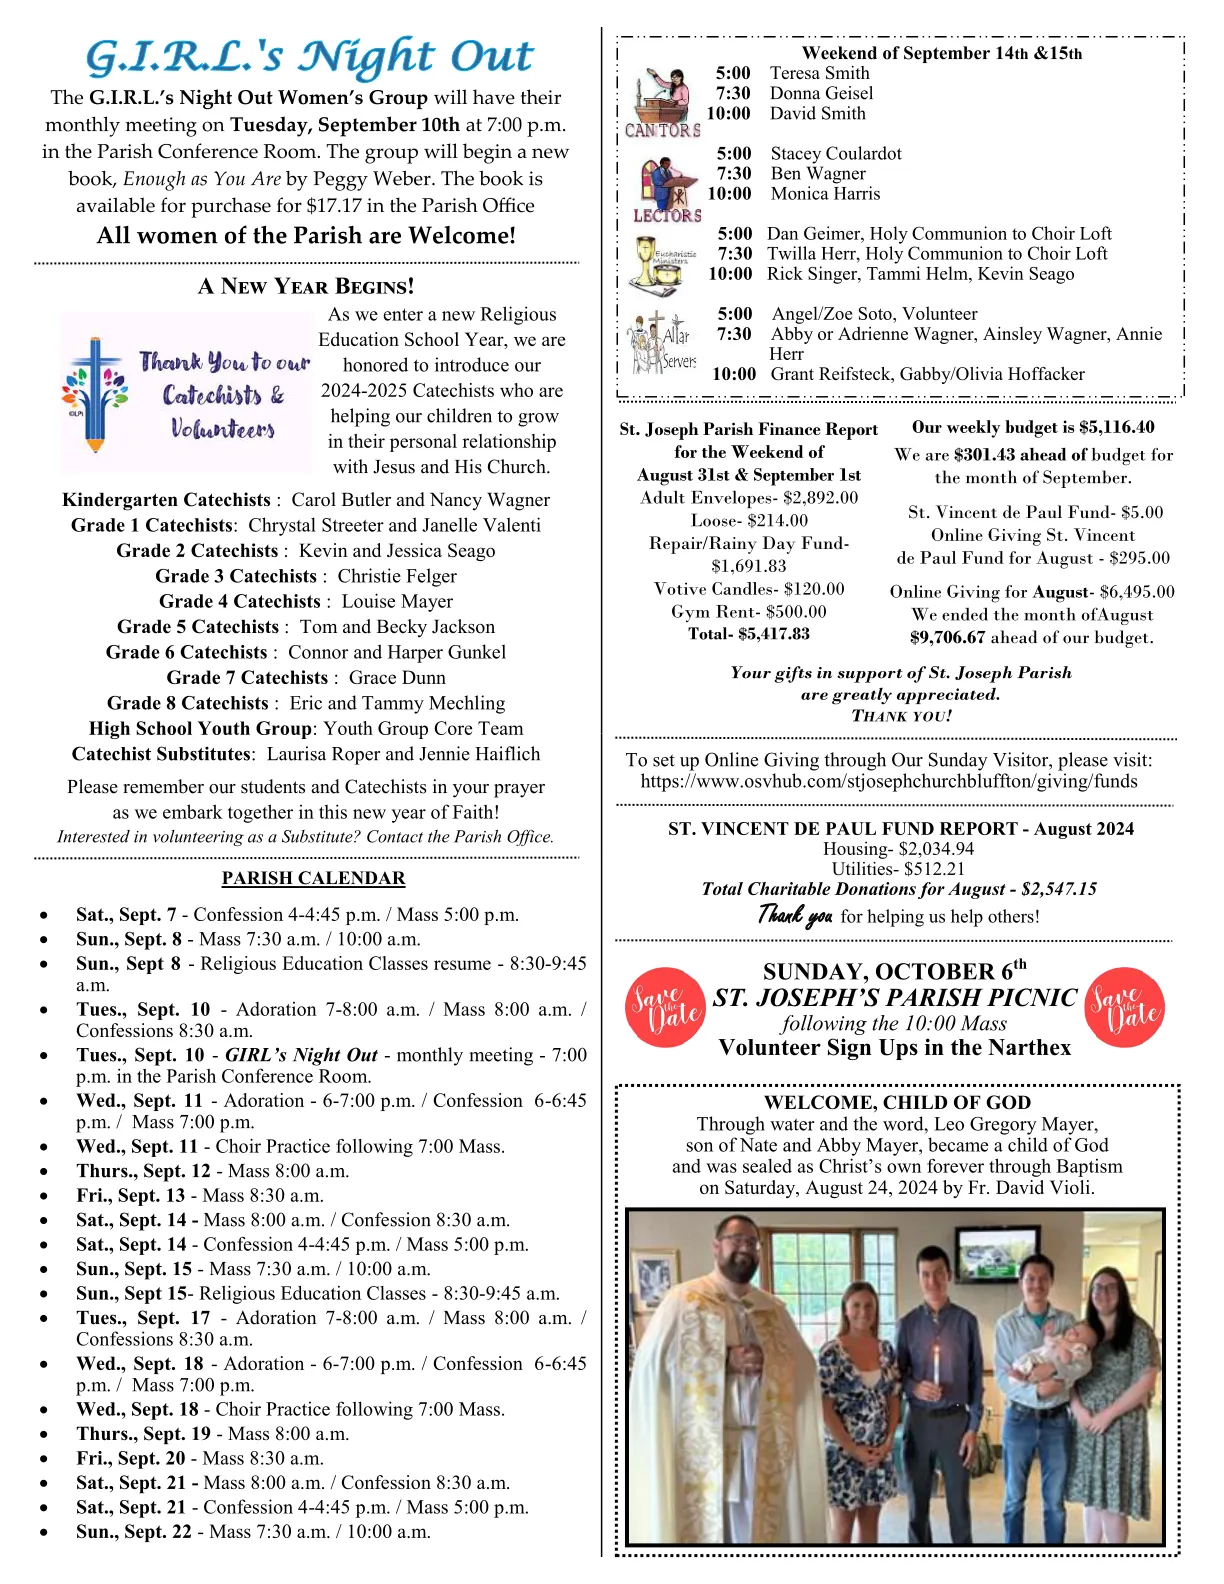 G.I.R.L.'s Night Out
The G.I.R.L.’s Night Out Women’s Group will have their
monthly meeting on Tuesday, September 10th at 7:00 p.m.
in the Parish Conference Room. The group will begin a new
book, Enough as You Are by Peggy Weber. The book is
available for purchase for $17.17 in the Parish Office
All women of the Parish are Welcome!
A NEW YEAR BEGINS!
Thank You to our
Catechists &
Volunteers
©LPi
As we enter a new Religious
Education School Year, we are
honored to introduce our
2024-2025 Catechists who are
helping our children to grow
in their personal relationship
with Jesus and His Church.
Kindergarten Catechists : Carol Butler and Nancy Wagner
Grade 1 Catechists: Chrystal Streeter and Janelle Valenti
Grade 2 Catechists : Kevin and Jessica Seago
Grade 3 Catechists : Christie Felger
Grade 4 Catechists : Louise Mayer
Grade 5 Catechists : Tom and Becky Jackson
Grade 6 Catechists : Connor and Harper Gunkel
Grade 7 Catechists : Grace Dunn
Grade 8 Catechists : Eric and Tammy Mechling
High School Youth Group: Youth Group Core Team
Catechist Substitutes: Laurisa Roper and Jennie Haiflich
Please remember our students and Catechists in your prayer
as we embark together in this new year of Faith!
Interested in volunteering as a Substitute? Contact the Parish Office.
PARISH CALENDAR
• Sat., Sept. 7 - Confession 4-4:45 p.m. / Mass 5:00 p.m.
• Sun., Sept. 8 - Mass 7:30 a.m. / 10:00 a.m.
• Sun., Sept 8 - Religious Education Classes resume - 8:30-9:45
a.m.
• Tues., Sept. 10 - Adoration 7-8:00 a.m. / Mass 8:00 a.m. /
Confessions 8:30 a.m.
• Tues., Sept. 10 - GIRL’s Night Out - monthly meeting - 7:00
p.m. in the Parish Conference Room.
• Wed., Sept. 11 - Adoration - 6-7:00 p.m. / Confession 6-6:45
p.m. / Mass 7:00 p.m.
• Wed., Sept. 11 - Choir Practice following 7:00 Mass.
• Thurs., Sept. 12 - Mass 8:00 a.m.
• Fri., Sept. 13 - Mass 8:30 a.m.
• Sat., Sept. 14 - Mass 8:00 a.m. / Confession 8:30 a.m.
• Sat., Sept. 14 - Confession 4-4:45 p.m. / Mass 5:00 p.m.
• Sun., Sept. 15 - Mass 7:30 a.m. / 10:00 a.m.
• Sun., Sept 15- Religious Education Classes - 8:30-9:45 a.m.
• Tues., Sept. 17 - Adoration 7-8:00 a.m. / Mass 8:00 a.m. /
Confessions 8:30 a.m.
• Wed., Sept. 18 - Adoration - 6-7:00 p.m. / Confession 6-6:45
p.m. / Mass 7:00 p.m.
• Wed., Sept. 18 - Choir Practice following 7:00 Mass.
• Thurs., Sept. 19 - Mass 8:00 a.m.
• Fri., Sept. 20 - Mass 8:30 a.m.
• Sat., Sept. 21 - Mass 8:00 a.m. / Confession 8:30 a.m.
• Sat., Sept. 21 - Confession 4-4:45 p.m. / Mass 5:00 p.m.
• Sun., Sept. 22 - Mass 7:30 a.m. / 10:00 a.m.
Weekend of September 14th &15th
CANTORS
5:00 Teresa Smith
7:30 Donna Geisel
10:00 David Smith
LECTORS
5:00 Stacey Coulardot
7:30 Ben Wagner
10:00 Monica Harris
Eucharistic
Ministers
5:00 Dan Geimer, Holy Communion to Choir Loft
7:30 Twilla Herr, Holy Communion to Choir Loft
10:00 Rick Singer, Tammi Helm, Kevin Seago
Altar
Servers
5:00 Angel/Zoe Soto, Volunteer
7:30 Abby or Adrienne Wagner, Ainsley Wagner, Annie
Herr
10:00 Grant Reifsteck, Gabby/Olivia Hoffacker
St. Joseph Parish Finance Report
for the Weekend of
August 31st & September 1st
Adult Envelopes- $2,892.00
Loose- $214.00
Repair/Rainy Day Fund-
$1,691.83
Votive Candles- $120.00
Gym Rent- $500.00
Total- $5,417.83
Our weekly budget is $5,116.40
We are $301.43 ahead of budget for
the month of September.
St. Vincent de Paul Fund- $5.00
Online Giving St. Vincent
de Paul Fund for August - $295.00
Online Giving for August- $6,495.00
We ended the month ofAugust
$9,706.67 ahead of our budget.
Your gifts in support of St. Joseph Parish
are greatly appreciated.
THANK YOU!
To set up Online Giving through Our Sunday Visitor, please visit:
https://www.osvhub.com/stjosephchurchbluffton/giving/funds
ST. VINCENT DE PAUL FUND REPORT - August 2024
Housing- $2,034.94
Utilities- $512.21
Total Charitable Donations for August - $2,547.15
Thank you for helping us help others!
Save
the
Date
SUNDAY, OCTOBER 6th
ST. JOSEPH’S PARISH PICNIC
following the 10:00 Mass
Volunteer Sign Ups in the Narthex
Save
the
Date
WELCOME, CHILD OF GOD
Through water and the word, Leo Gregory Mayer,
son of Nate and Abby Mayer, became a child of God
and was sealed as Christ’s own forever through Baptism
on Saturday, August 24, 2024 by Fr. David Violi.